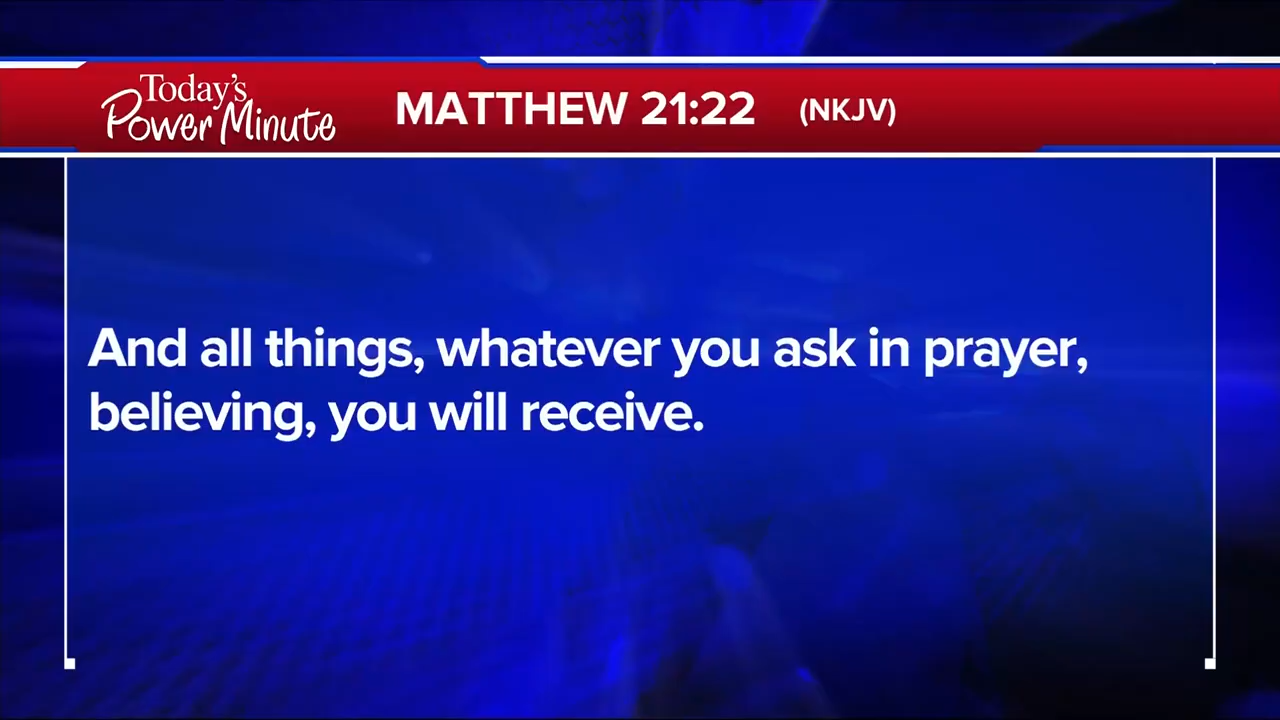 Today's
Power Minute
MATTHEW 21:22 (NKJV)
And all things, whatever you ask in prayer,
believing, you will receive.